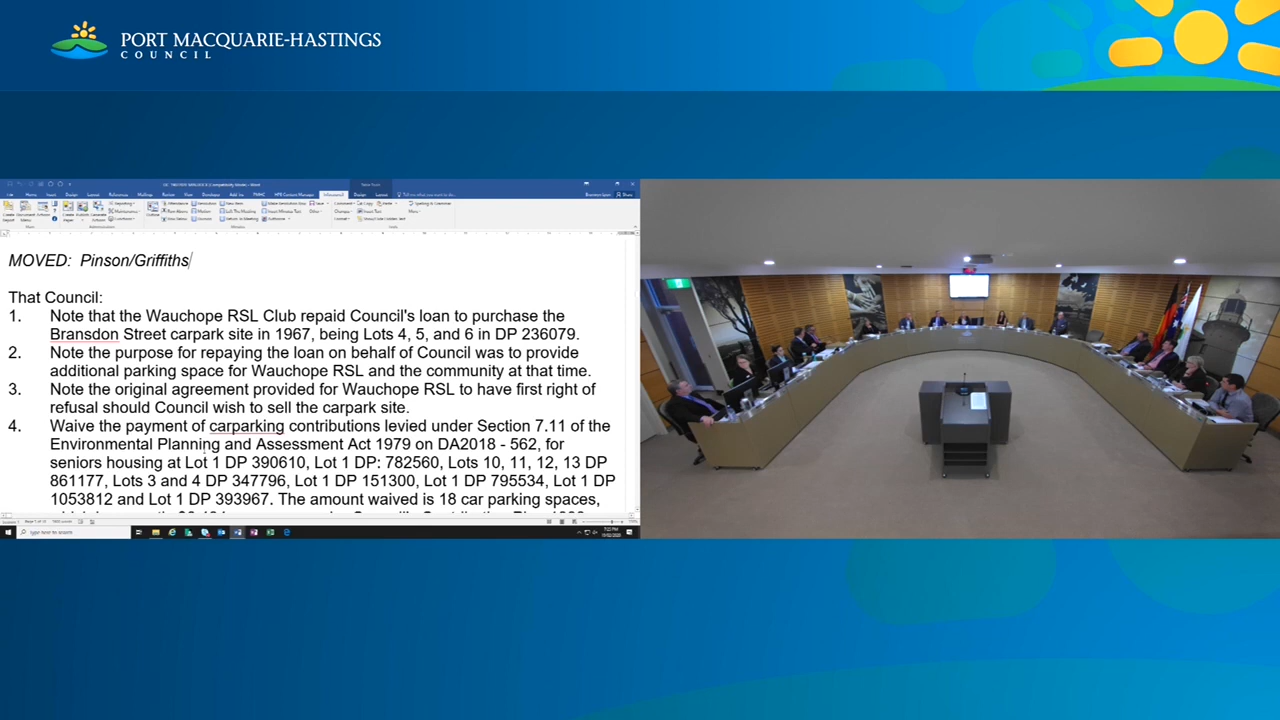 PORT MACQUARIE-HASTINGS
COUNCIL
MOVED: Pinson/Griffiths
That Council:
1. Note that the Wauchope RSL Club repaid Council's loan to purchase the
Bransdon Street carpark site in 1967, being Lots 4, 5, and 6 in DP 236079.
2. Note the purpose for repaying the loan on behalf of Council was to provide
additional parking space for Wauchope RSL and the community at that time.
3. Note the original agreement provided for Wauchope RSL to have first right of
refusal should Council wish to sell the carpark site.
4. Waive the payment of carparking contributions levied under Section 7.11 of the
Environmental Planning and Assessment Act 1979 on DA2018 - 562, for
seniors housing at Lot 1 DP 390610, Lot 1 DP: 782560, Lots 10, 11, 12, 13 DP
861177, Lots 3 and 4 DP 347796, Lot 1 DP 151300, Lot 1 DP 795534, Lot 1 DP
1053812 and Lot 1 DP 393967. The amount waived is 18 car parking spaces,
Type here to search